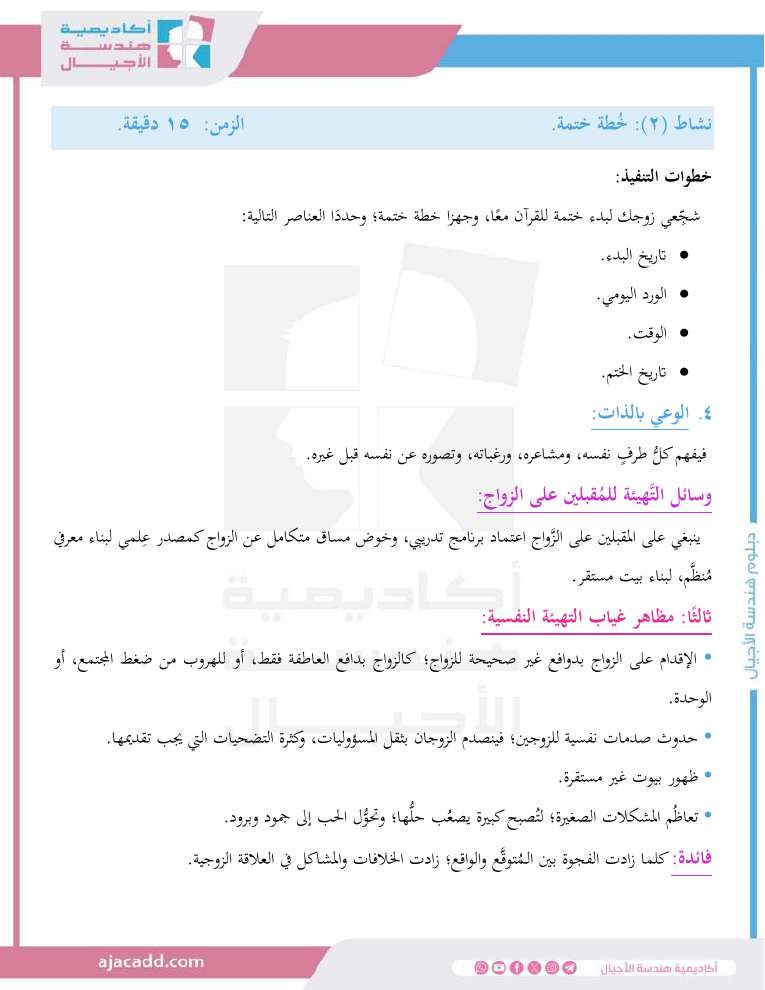 أكاديمية
هندسة
الأجيال
نشاط (٢): خُطة ختمة. الزمن: ١٥ دقيقة.
خطوات التنفيذ:
شجِّعي زوجك لبدء ختمة للقرآن معًا، وجهزا خطة ختمة؛ وحددَا العناصر التالية:
● تاريخ البدء.
● الورد اليومي.
● الوقت.
● تاريخ الختم.
٤. الوعي بالذات:
فيفهم كلُّ طرفٍ نفسه، ومشاعره، ورغباته، وتصوره عن نفسه قبل غيره.
وسائل التَّهيئة للمُقبلين على الزواج:
ينبغي على المقبلين على الزَّواج اعتماد برنامج تدريبي، وخوض مساق متكامل عن الزواج كمصدر عِلمي لبناء معرفي
مُنظَّم، لبناء بيت مستقر.
ثالثًا: مظاهر غياب التهيئة النفسية:
• الإقدام على الزواج بدوافع غير صحيحة للزواج؛ كالزواج بدافع العاطفة فقط، أو للهروب من ضغط المجتمع، أو
الوحدة.
• حدوث صدمات نفسية للزوجين؛ فينصدم الزوجان بثقل المسؤوليات، وكثرة التضحيات التي يجب تقديمها.
• ظهور بيوت غير مستقرة.
• تعاظُم المشكلات الصغيرة؛ لتُصبح كبيرة يصعُب حلُّها؛ وتحوُّل الحب إلى جمود وبرود.
فائدة: كلما زادت الفجوة بين المُتوقَّع والواقع؛ زادت الخلافات والمشاكل في العلاقة الزوجية.
دبلوم هندسة الأجيال
أكاديمية
هندسة
الأجيال
أكاديمية هندسة الأجيال
ajacadd.com